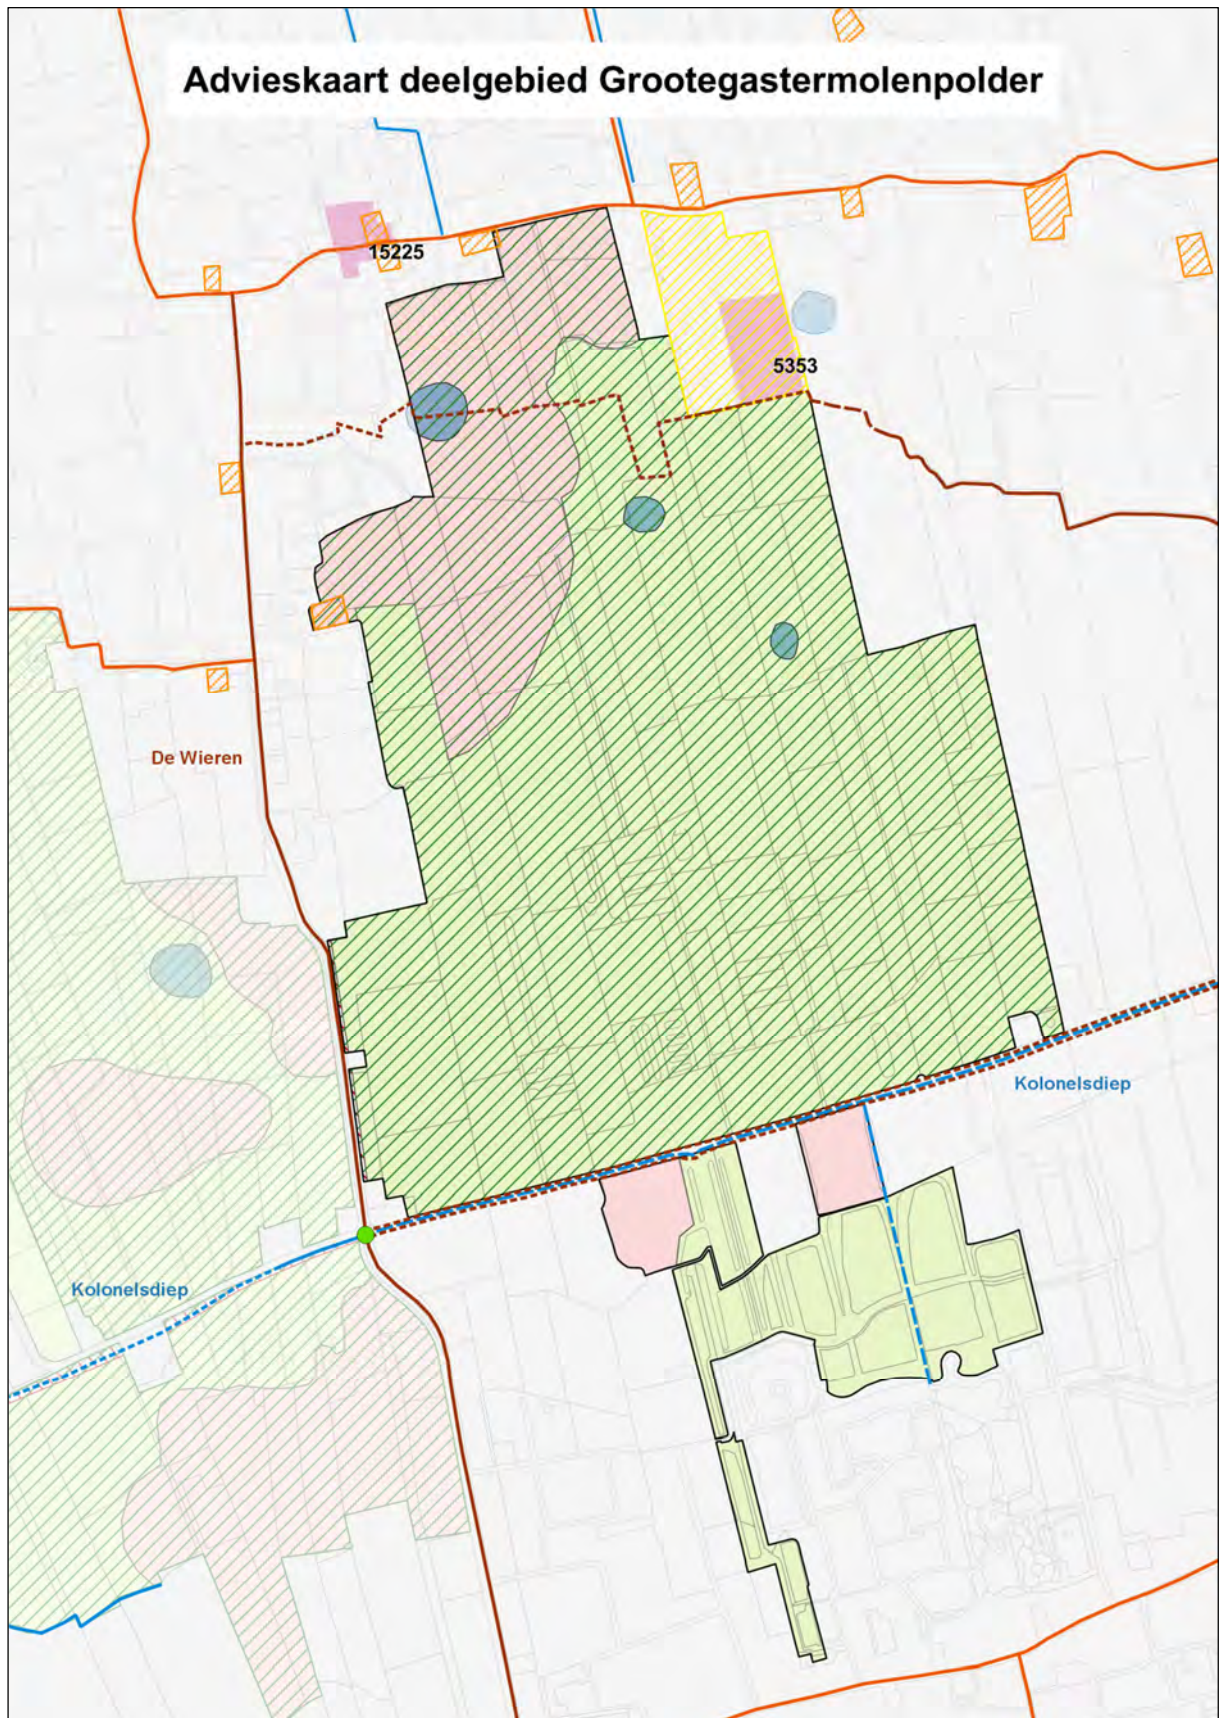 Advieskaart deelgebied Grootegastermolenpolder
15225
5353
De Wieren
Kolonelsdiep
Kolonelsdiep